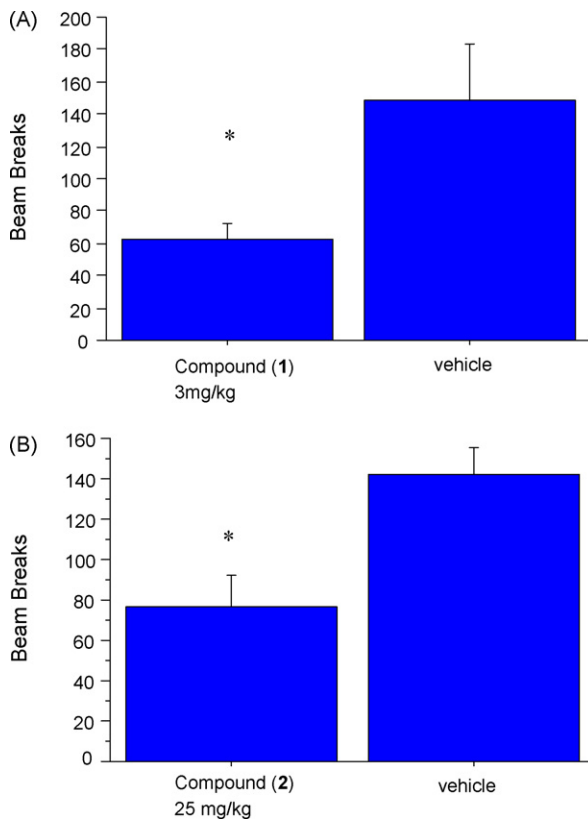 (A)
Beam Breaks
200
180
160
140
120
100
80
60
40
20
0
*
Compound (1)
3mg/kg
vehicle
(B)
Beam Breaks
160
140
120
100
80
60
40
20
0
*
Compound (2)
25 mg/kg
vehicle